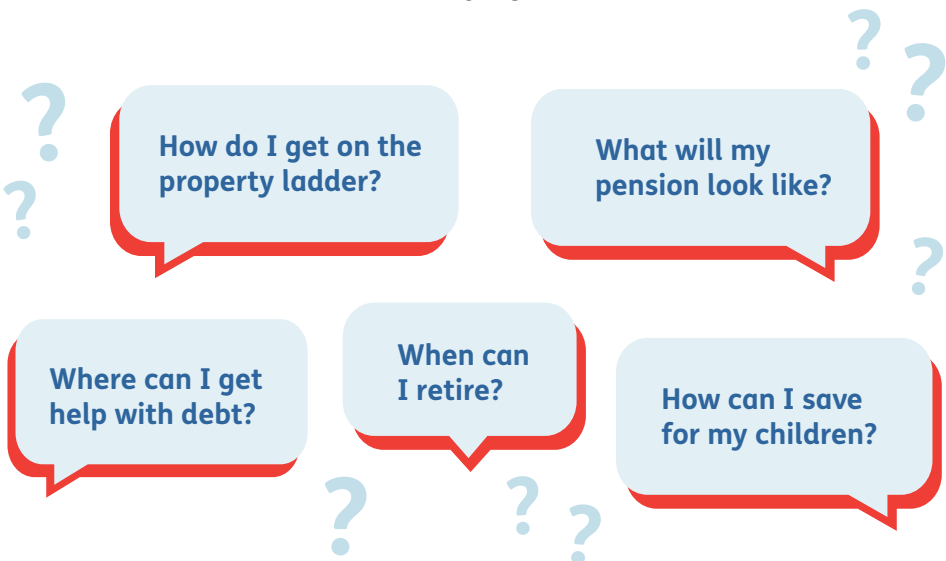 How do I get on the
property ladder?
What will my
pension look like?
Where can I get
help with debt?
When can
I retire?
How can I save
for my children?